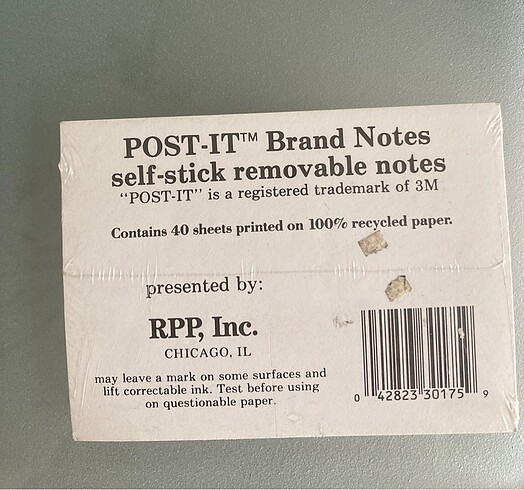 POST-IT™ Brand Notes
self-stick removable notes
"POST-IT" is a registered trademark of 3M
Contains 40 sheets printed on 100% recycled paper.
presented by:
RPP, Inc.
CHICAGO, IL
may leave a mark on some surfaces and
lift correctable ink. Test before using
on questionable paper.
0 42823 30175 9